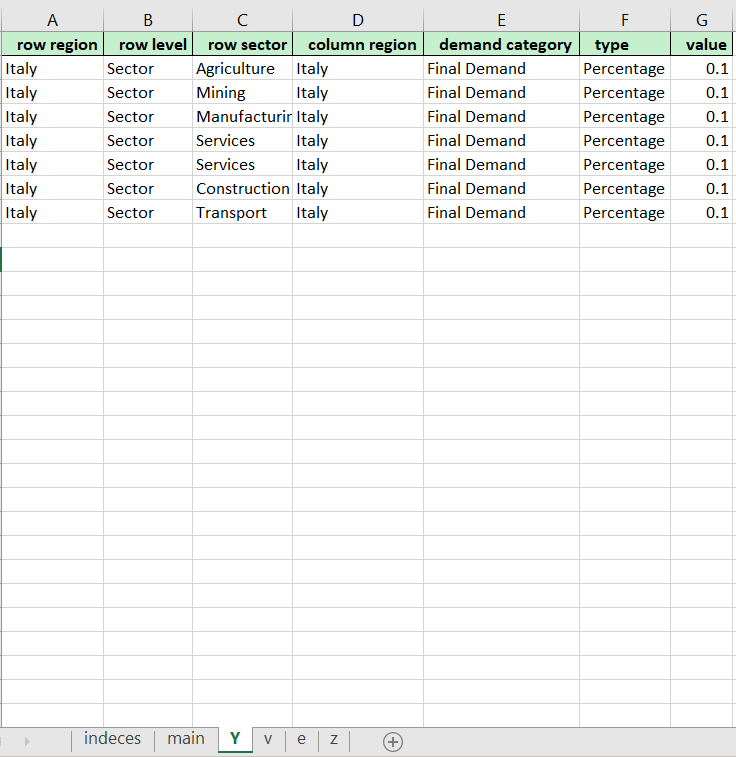 A B C D E F G
row region row level row sector column region demand category type value
Italy Sector Agriculture Italy Final Demand Percentage 0.1
Italy Sector Mining Italy Final Demand Percentage 0.1
Italy Sector Manufacturin Italy Final Demand Percentage 0.1
Italy Sector Services Italy Final Demand Percentage 0.1
Italy Sector Services Italy Final Demand Percentage 0.1
Italy Sector Construction Italy Final Demand Percentage 0.1
Italy Sector Transport Italy Final Demand Percentage 0.1
indeces main Y v e z